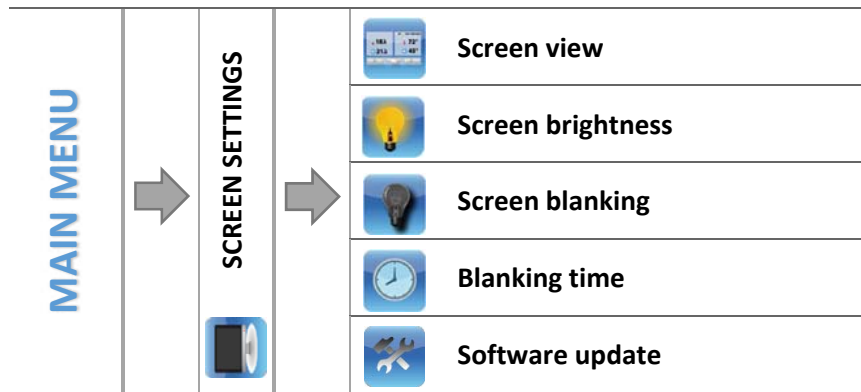 MAIN MENU
SCREEN SETTINGS
Screen view
Screen brightness
Screen blanking
Blanking time
Software update